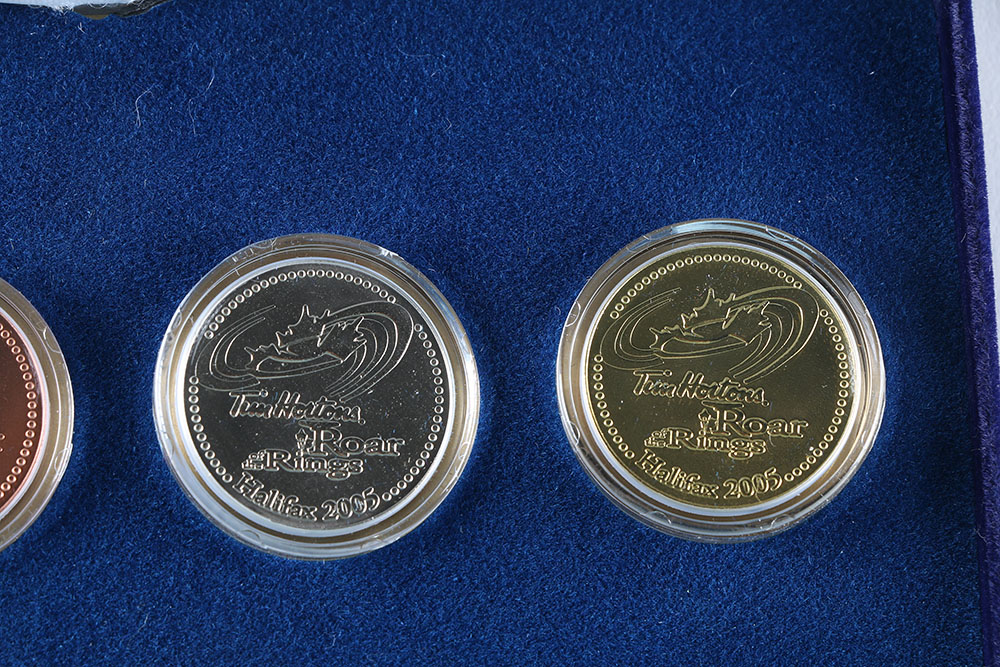 Tim Hortons
Roar
of the Rings
Halifax 2005
Tim Hortons
Roar
of the Rings
Halifax 2005